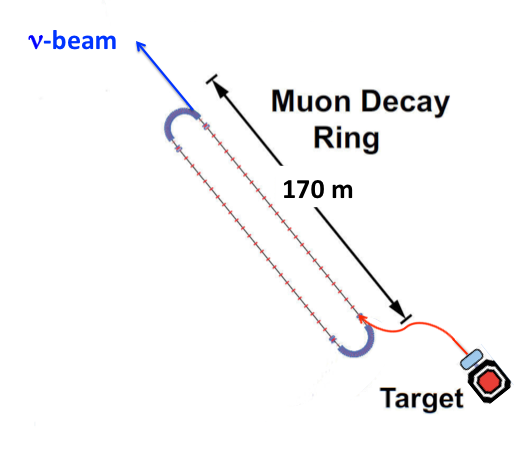 ν-beam
Muon Decay
Ring
170 m
Target